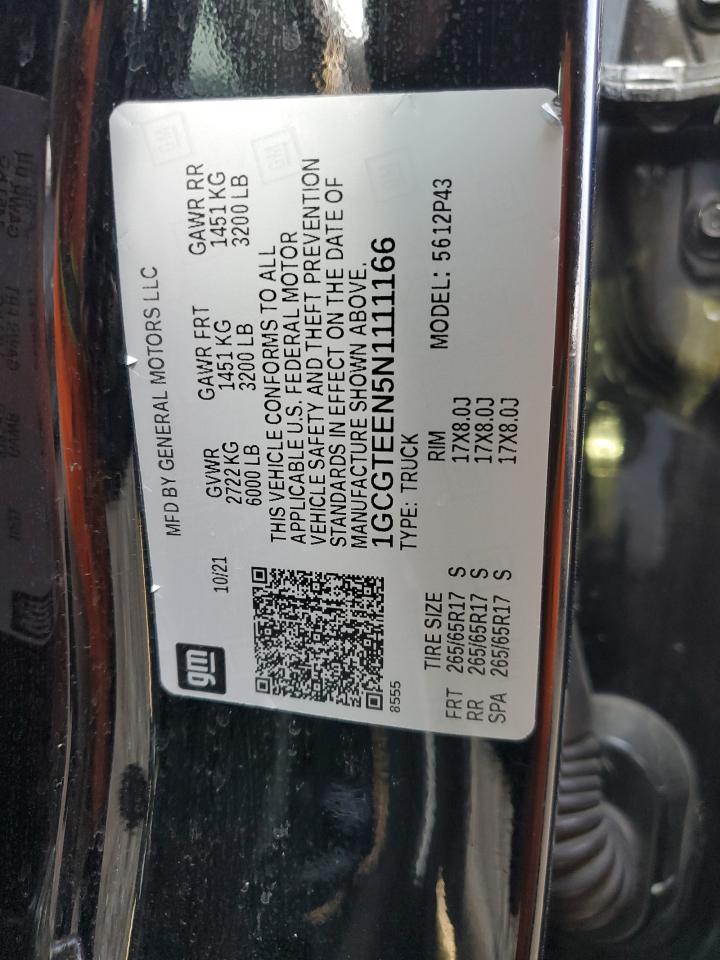 gm
MFD BY GENERAL MOTORS LLC
10/21
GVWR GAWR FRT GAWR RR
2722 KG 1451 KG 1451 KG
6000 LB 3200 LB 3200 LB
THIS VEHICLE CONFORMS TO ALL
APPLICABLE U.S. FEDERAL MOTOR
VEHICLE SAFETY AND THEFT PREVENTION
STANDARDS IN EFFECT ON THE DATE OF
MANUFACTURE SHOWN ABOVE.
1GCGTEEN5N1111166
8555
TYPE: TRUCK MODEL: 5612P43
TIRE SIZE RIM
FRT 265/65R17 S 17X8.0J
RR 265/65R17 S 17X8.0J
SPA 265/65R17 S 17X8.0J